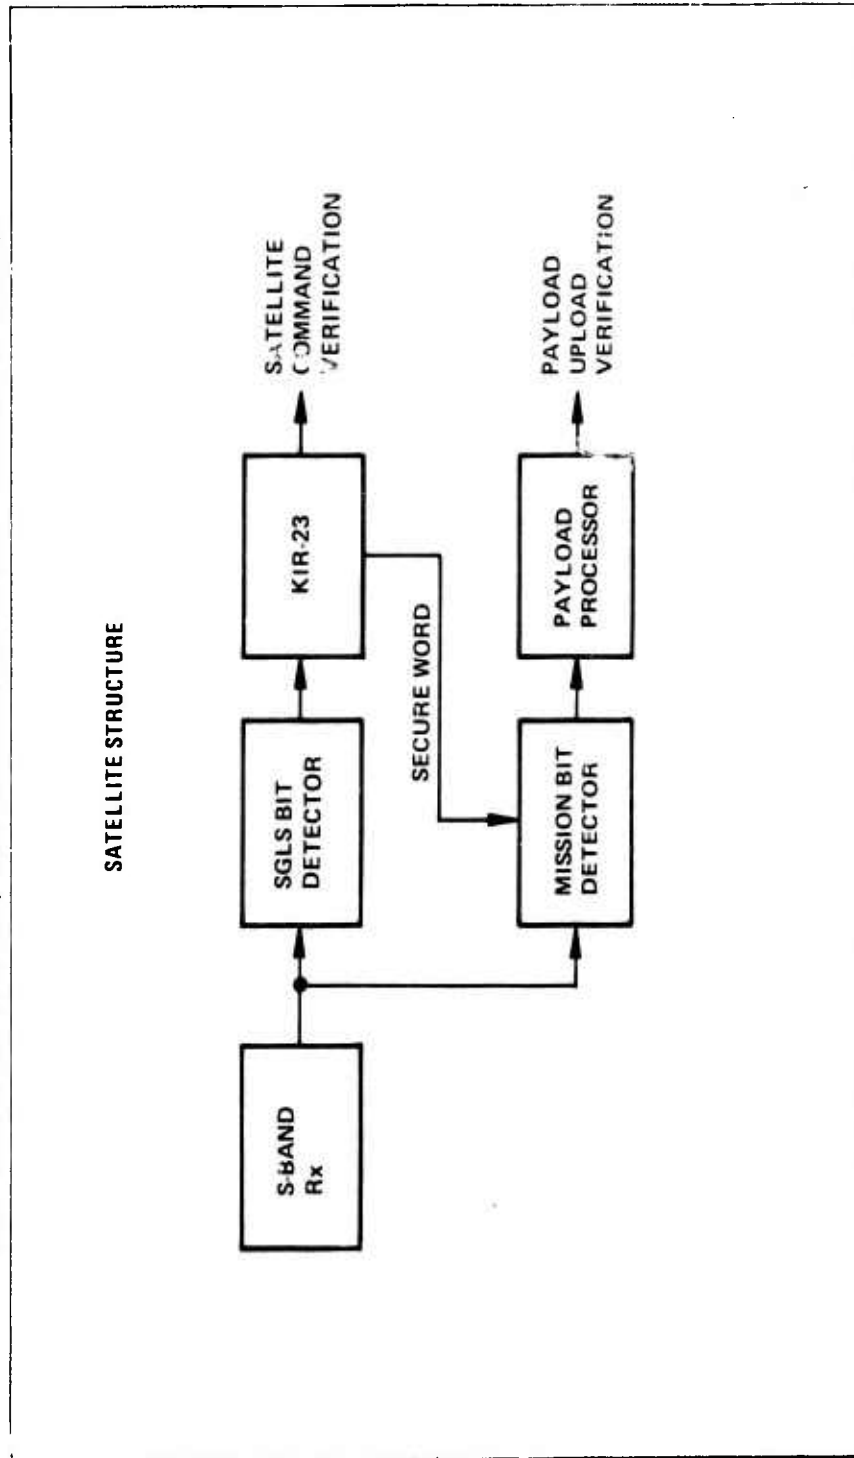 SATELLITE STRUCTURE
S-BAND
Rx
SGLS BIT
DETECTOR
KIR-23
SATELLITE
COMMAND
VERIFICATION
SECURE WORD
MISSION BIT
DETECTOR
PAYLOAD
PROCESSOR
PAYLOAD
UPLOAD
VERIFICATION